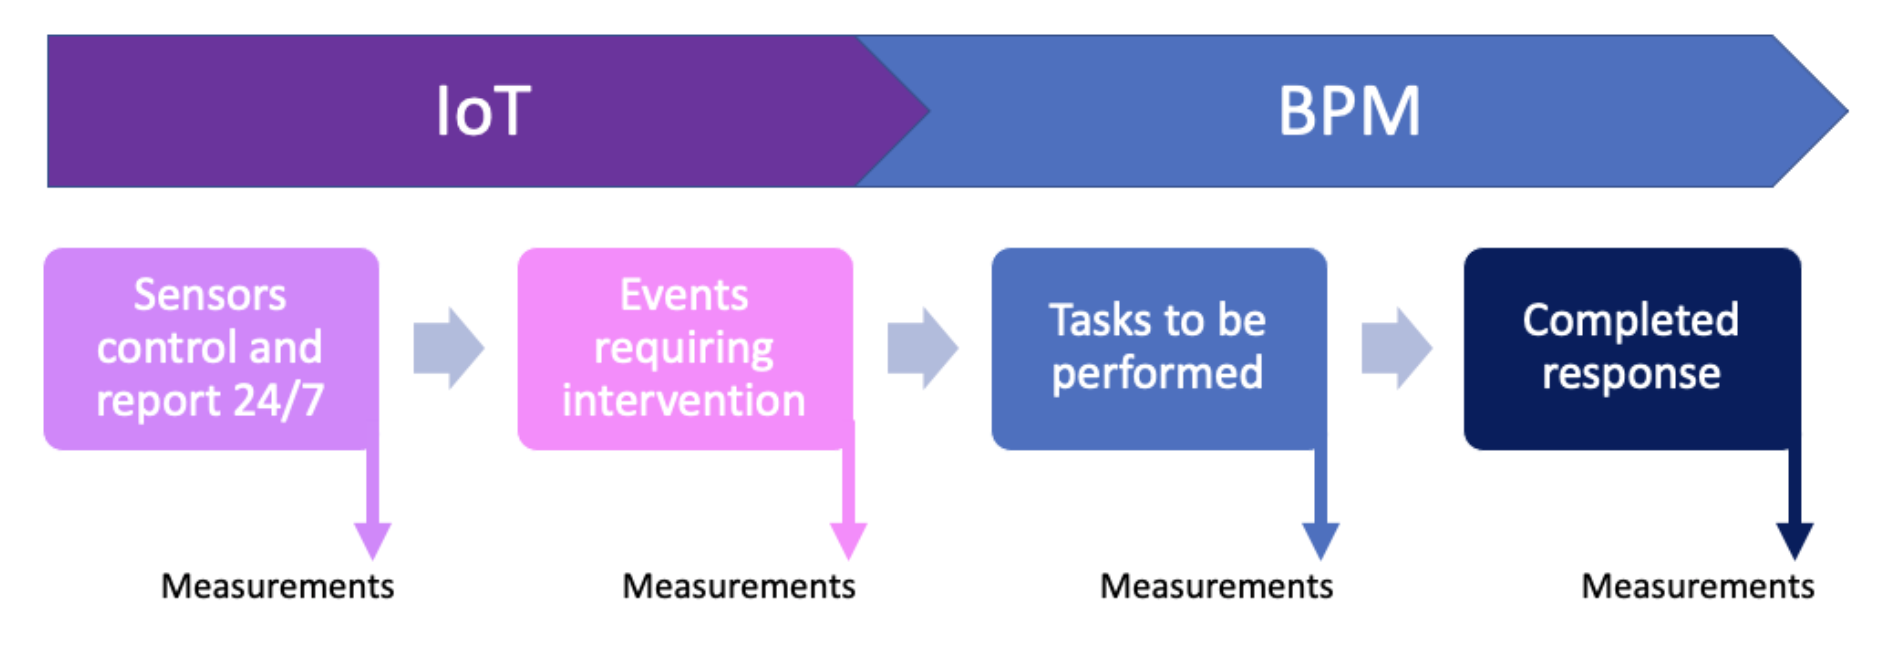 IoT
BPM
Sensors
control and
report 24/7
Events
requiring
intervention
Tasks to be
performed
Completed
response
Measurements
Measurements
Measurements
Measurements